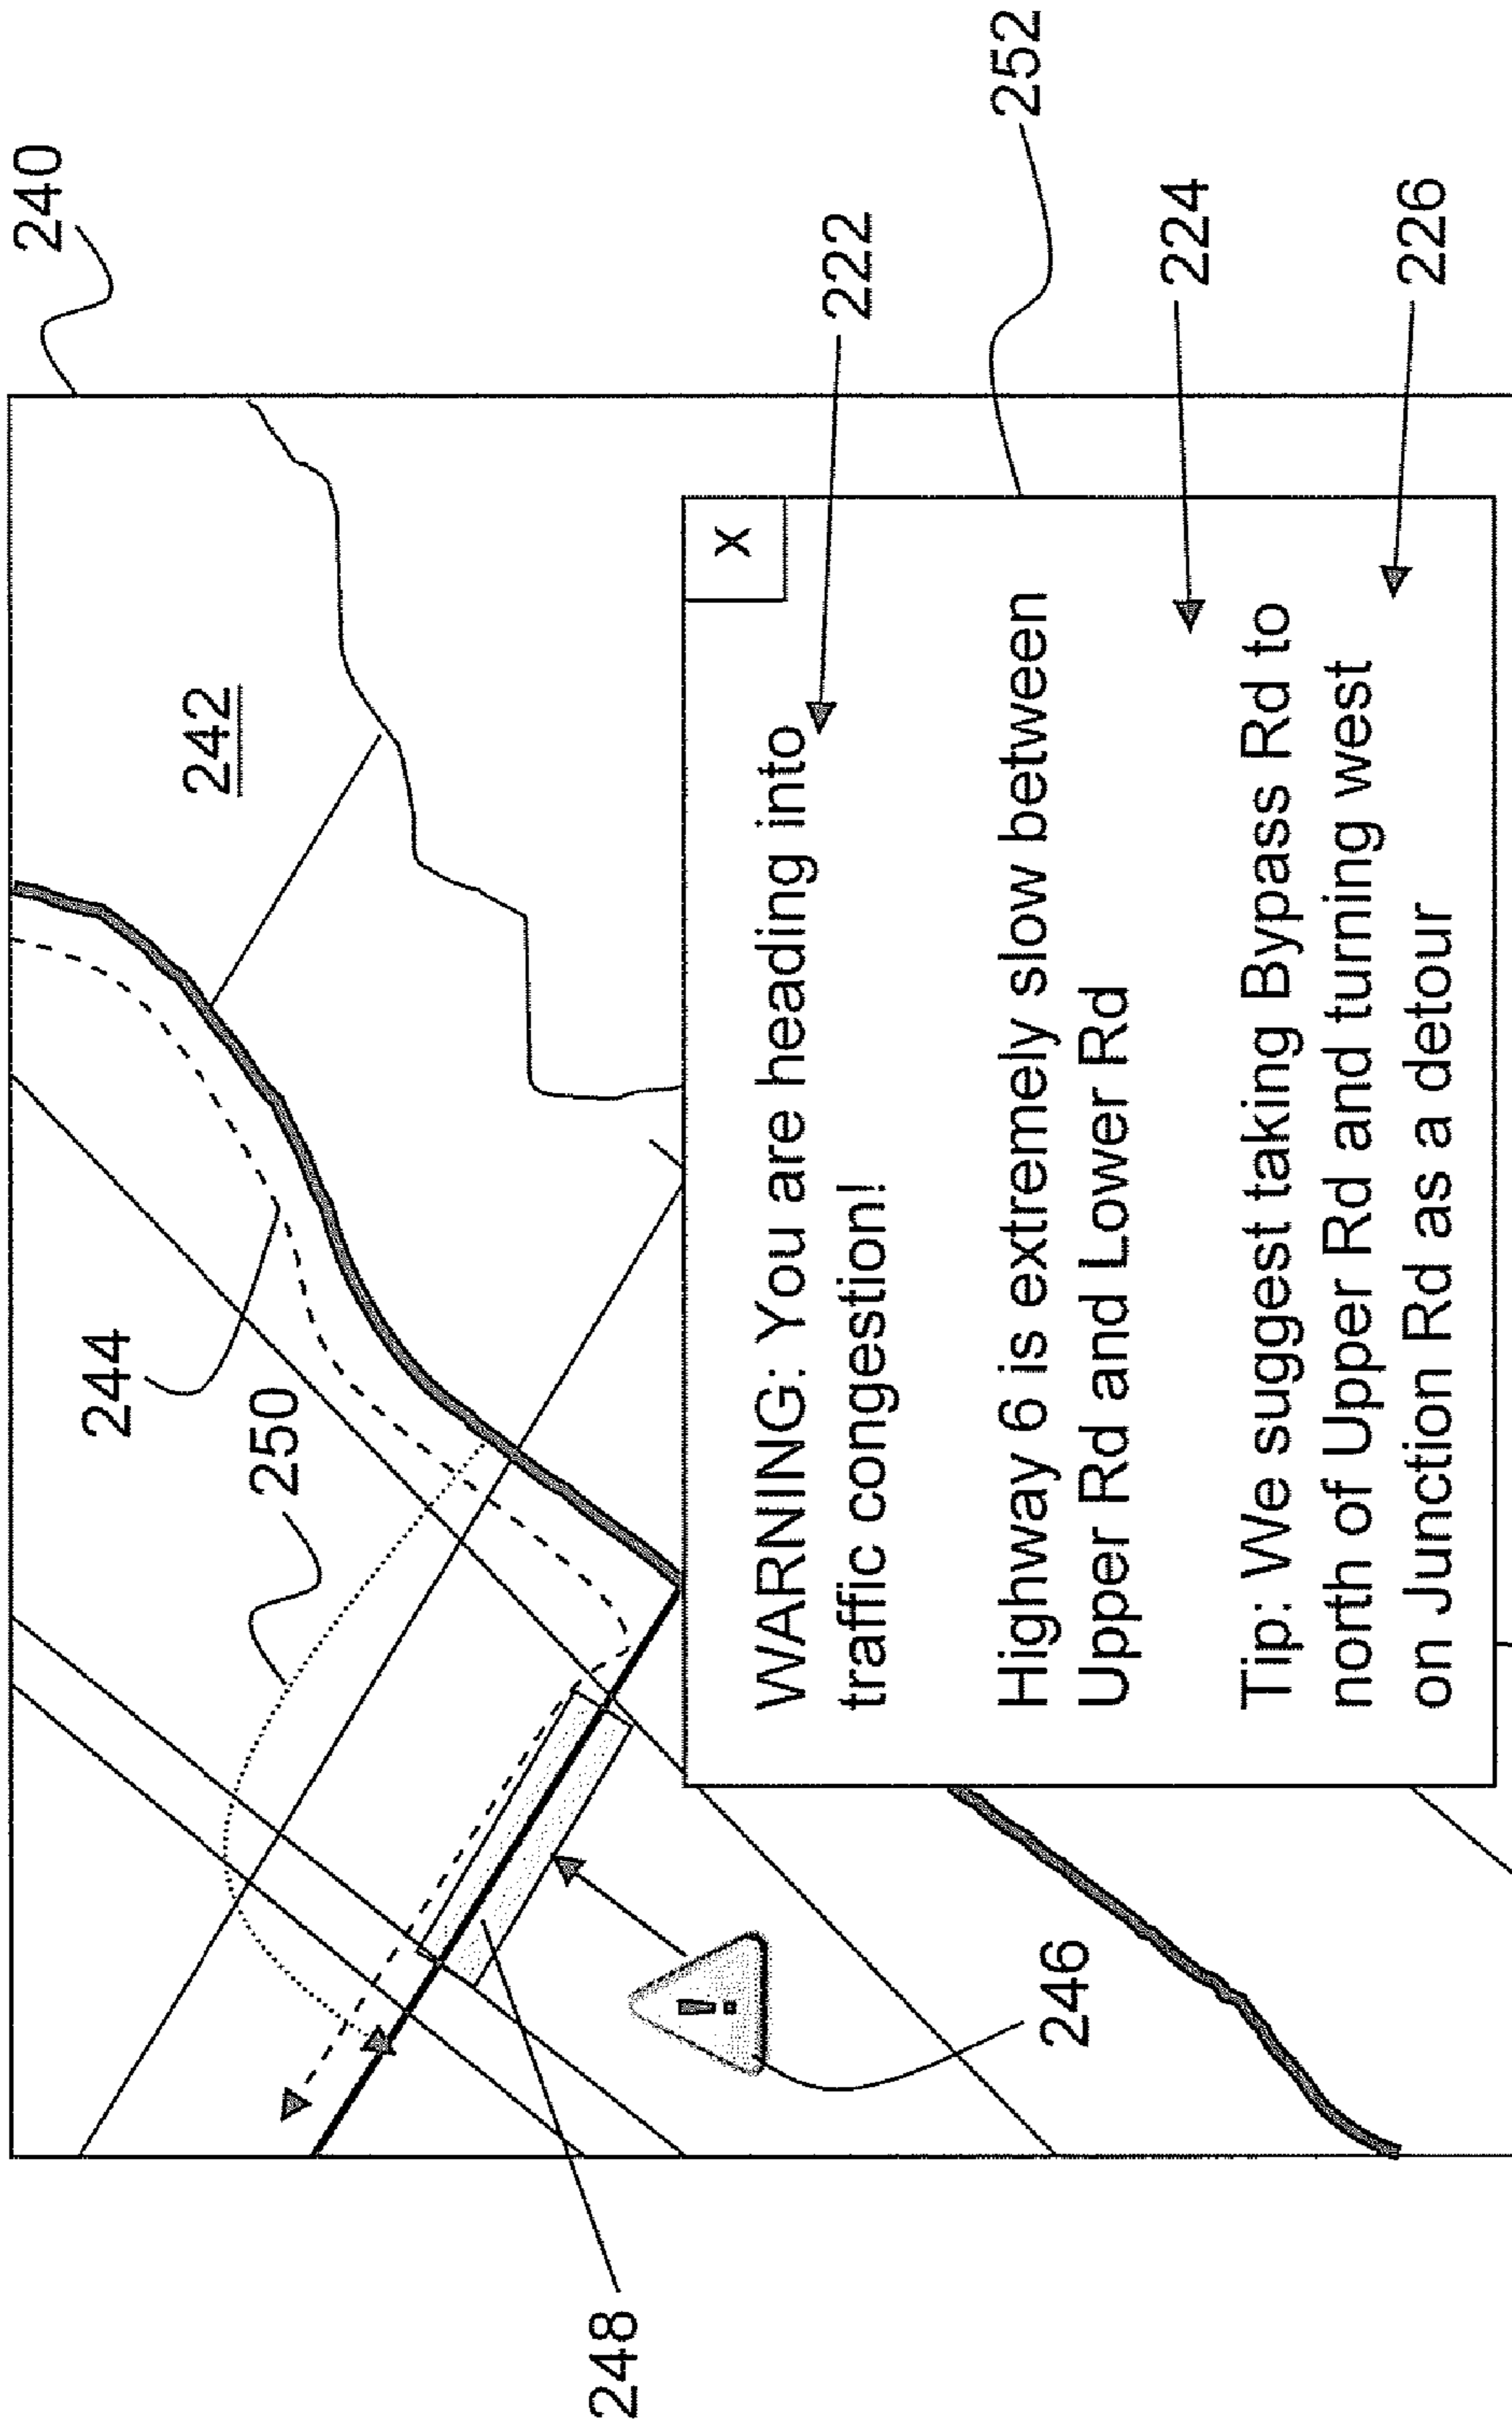 240
242
244
250
X
WARNING: You are heading into
traffic congestion!
222
252
Highway 6 is extremely slow between
Upper Rd and Lower Rd
224
Tip: We suggest taking Bypass Rd to
north of Upper Rd and turning west
on Junction Rd as a detour
226
248
!
246